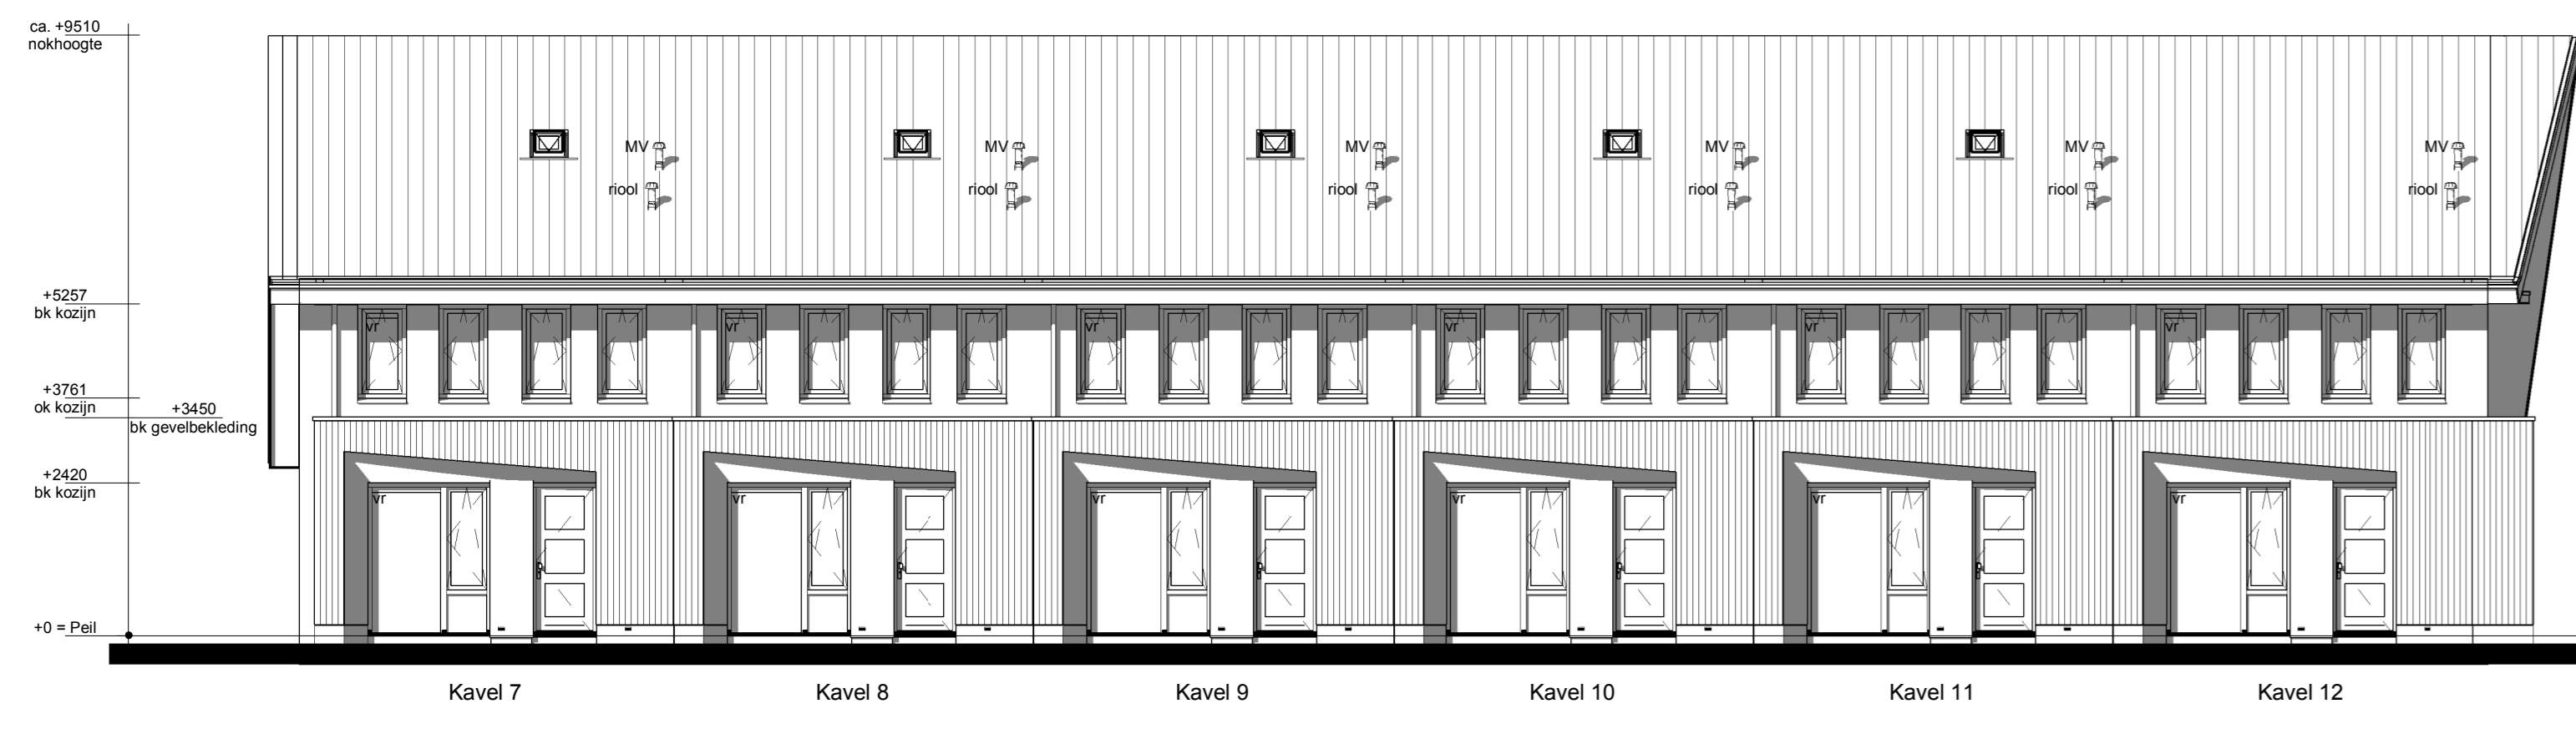 ca. +9510
nokhoogte
MV MV MV MV MV MV
riool riool riool riool riool riool
+5257
bk kozijn
vr vr vr vr vr vr
+3761
ok kozijn
+3450
bk gevelbekleding
+2420
bk kozijn
vr vr vr vr vr vr
+0 = Peil
Kavel 7 Kavel 8 Kavel 9 Kavel 10 Kavel 11 Kavel 12